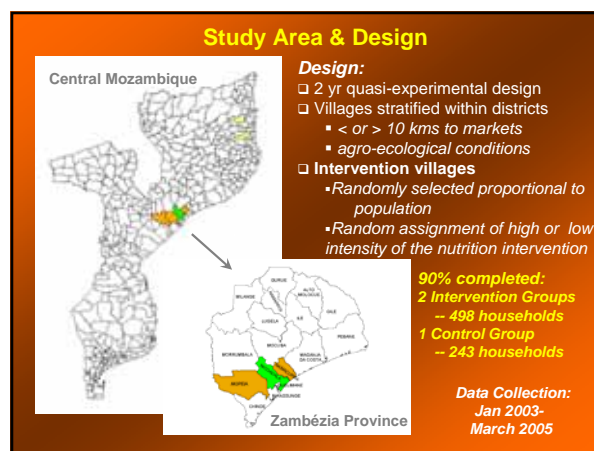 Study Area & Design
Central Mozambique
Design:
❑ 2 yr quasi-experimental design
❑ Villages stratified within districts
▪ < or > 10 kms to markets
▪ agro-ecological conditions
❑ Intervention villages
▪Randomly selected proportional to
population
▪Random assignment of high or low
intensity of the nutrition intervention
90% completed:
2 Intervention Groups
-- 498 households
1 Control Group
-- 243 households
Data Collection:
Jan 2003-
March 2005
GURUE
ALTO
MOLOCUE
MILANGE
LUGELA
ILE
GILE
PEBANE
MOCUBA
MORRUMBALA
MAGANJA
DA COSTA
MOPEIA
CHINDE
Zambézia Province